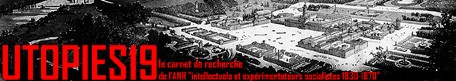 UTOPIES19
le carnet de recherche
de l'ANR "intellectuels et expérimentateurs socialistes 1830-1870"